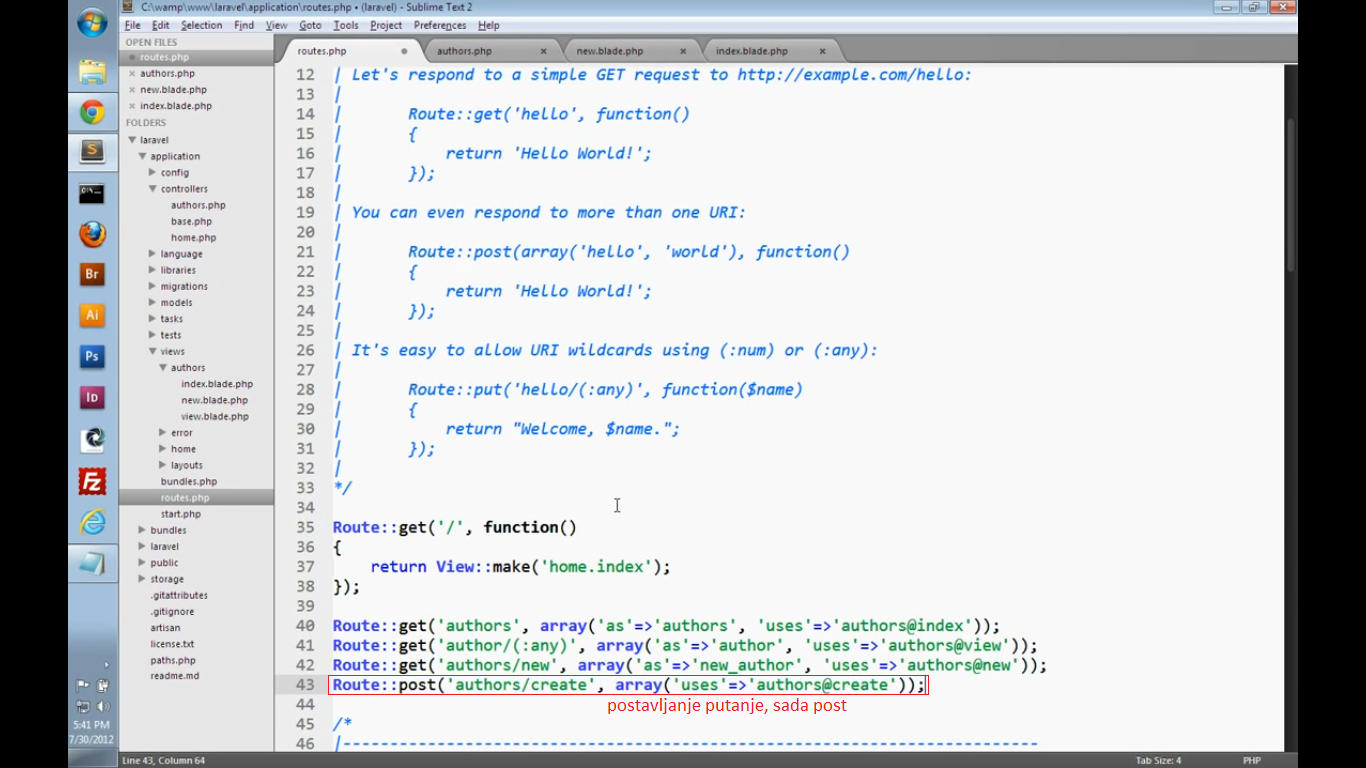 C:\wamp\www\laravel\application\routes.php • (laravel) - Sublime Text 2
File Edit Selection Find View Goto Tools Project Preferences Help
OPEN FILES
routes.php
authors.php
new.blade.php
index.blade.php
FOLDERS
laravel
application
config
controllers
authors.php
base.php
home.php
language
libraries
migrations
models
tasks
tests
views
authors
index.blade.php
new.blade.php
view.blade.php
error
home
layouts
bundles.php
routes.php
start.php
bundles
laravel
public
storage
.gitattributes
.gitignore
artisan
license.txt
paths.php
readme.md
routes.php authors.php new.blade.php index.blade.php
12 | Let's respond to a simple GET request to http://example.com/hello:
13 |
14 | Route::get('hello', function()
15 | {
16 | return 'Hello World!';
17 | });
18 |
19 | You can even respond to more than one URI:
20 |
21 | Route::post(array('hello', 'world'), function()
22 | {
23 | return 'Hello World!';
24 | });
25 |
26 | It's easy to allow URI wildcards using (:num) or (:any):
27 |
28 | Route::put('hello/(:any)', function($name)
29 | {
30 | return "Welcome, $name.";
31 | });
32 |
33 */
34
35 Route::get('/', function()
36 {
37 return View::make('home.index');
38 });
39
40 Route::get('authors', array('as'=>'authors', 'uses'=>'authors@index'));
41 Route::get('author/(:any)', array('as'=>'author', 'uses'=>'authors@view'));
42 Route::get('authors/new', array('as'=>'new_author', 'uses'=>'authors@new'));
43 Route::post('authors/create', array('uses'=>'authors@create'));
44
postavljanje putanje, sada post
45 /*
46 |---------------------------------------------------------------------------
Br
Ai
Ps
Id
Fz
5:41 PM
7/30/2012
Line 43, Column 64
Tab Size: 4
PHP